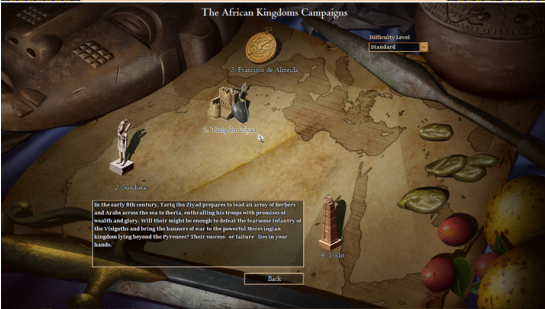 The African Kingdoms Campaigns
Difficulty Level
Standard
3. Francisco de Almeida
1. Tariq ibn Ziyad
2. Sundjata
In the early 8th century, Tariq ibn Ziyad prepares to lead an army of Berbers
and Arabs across the sea to Iberia, enthralling his troops with promises of
wealth and glory. Will their might be enough to defeat the fearsome infantry of
the Visigoths and bring the banners of war to the powerful Merovingian
kingdom lying beyond the Pyrenees? Their success - or failure - lies in your
hands.
4. Yodit
Back